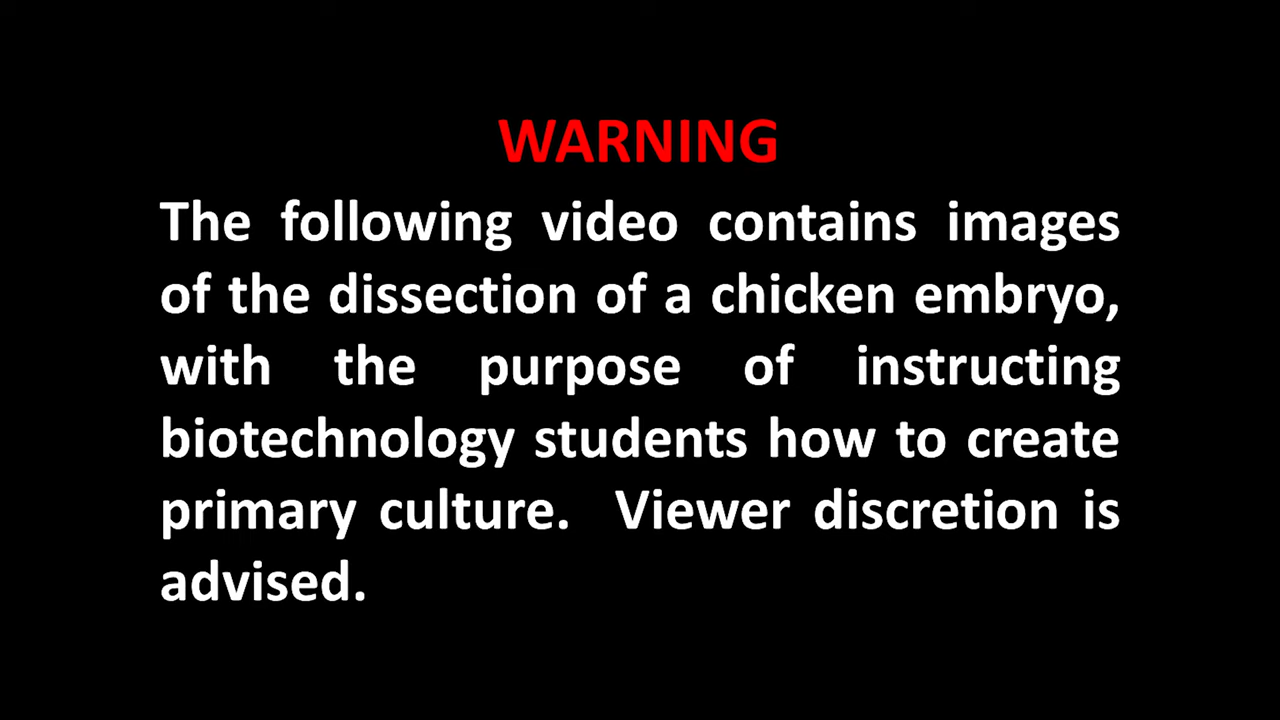 WARNING
The following video contains images
of the dissection of a chicken embryo,
with the purpose of instructing
biotechnology students how to create
primary culture.  Viewer discretion is
advised.